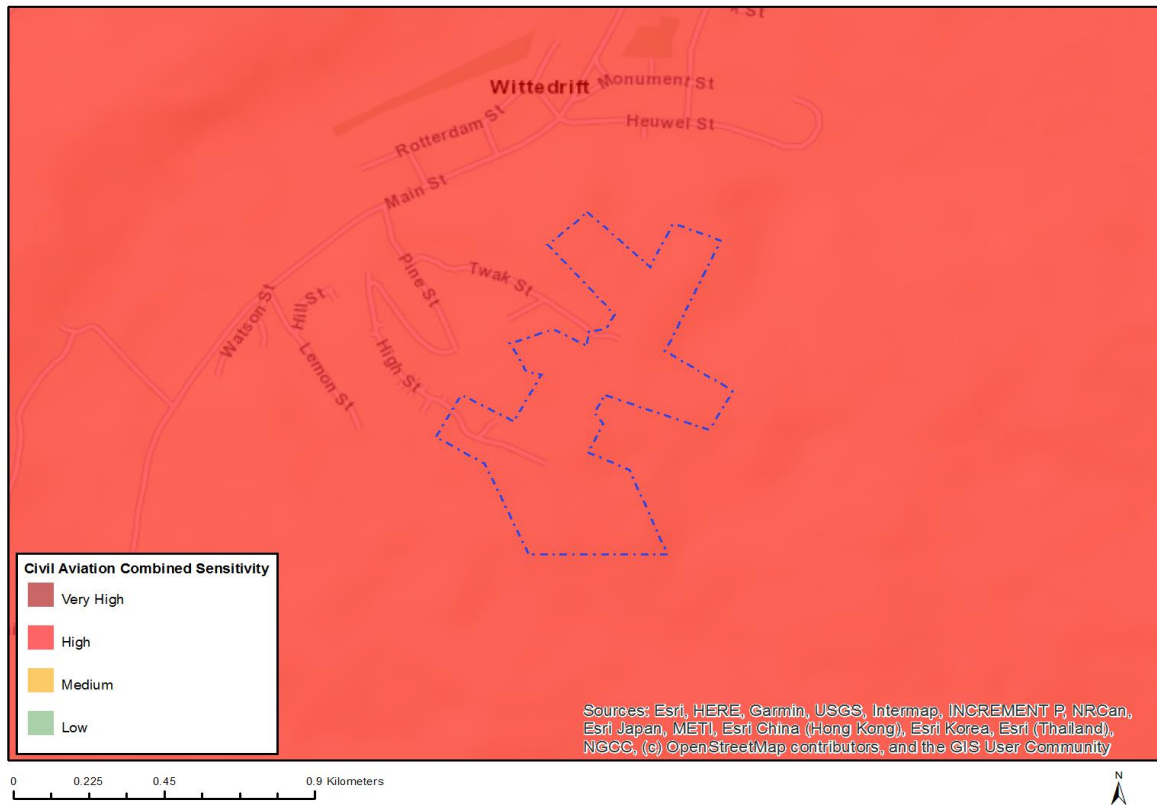 Wittedrift
Monument St
Heuwel St
Rotterdam St
Main St
Pine St
Twak St
Watson St
Hill St
Lemon St
High St
Civil Aviation Combined Sensitivity
Very High
High
Medium
Low
Sources: Esri, HERE, Garmin, USGS, Intermap, INCREMENT P, NRCan,
Esri Japan, METI, Esri China (Hong Kong), Esri Korea, Esri (Thailand),
NGCC, (c) OpenStreetMap contributors, and the GIS User Community
0 0.225 0.45 0.9 Kilometers
N